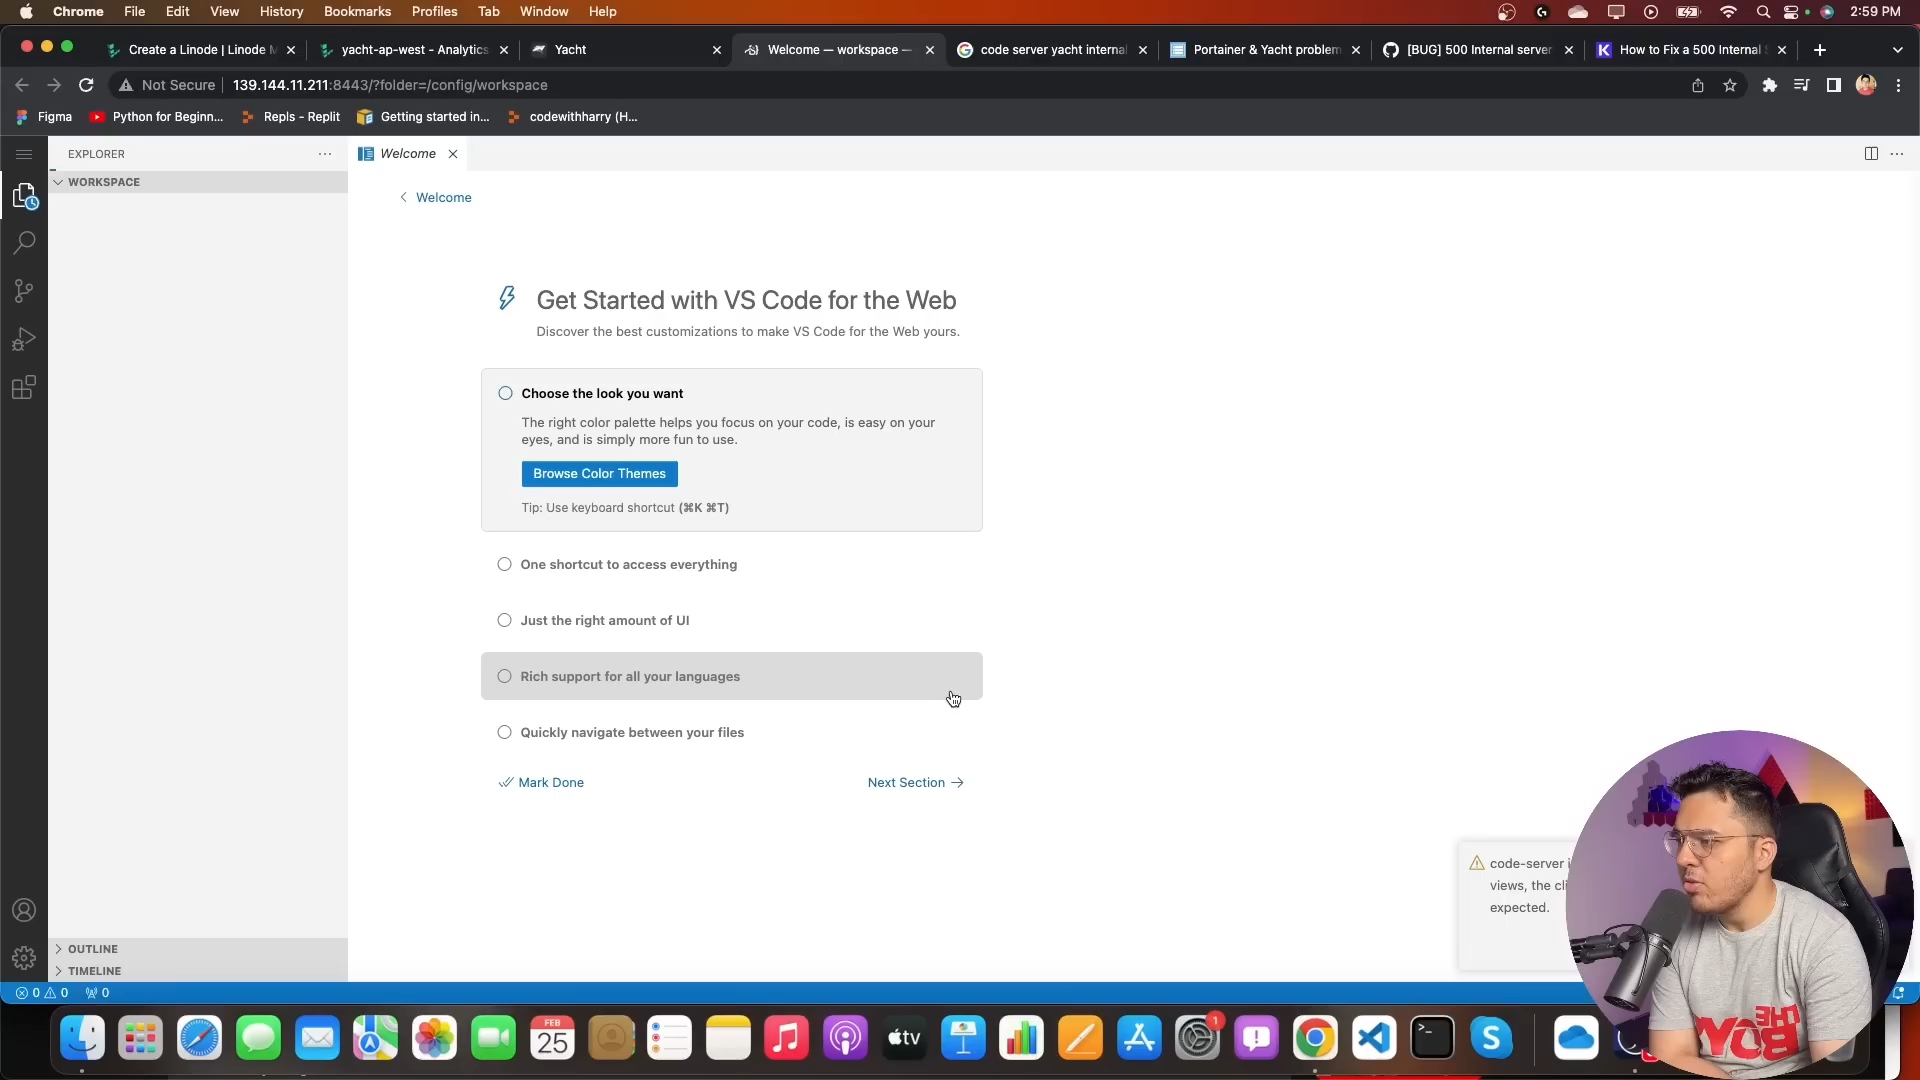 Chrome File Edit View History Bookmarks Profiles Tab Window Help 2:59 PM
Create a Linode | Linode M yacht-ap-west - Analytics Yacht Welcome — workspace — code server yacht internal Portainer & Yacht problem [BUG] 500 Internal server How to Fix a 500 Internal S
Not Secure 139.144.11.211:8443/?folder=/config/workspace
Figma Python for Beginn... Repls - Replit Getting started in... codewithharry (H...
EXPLORER
Welcome
WORKSPACE
Welcome
Get Started with VS Code for the Web
Discover the best customizations to make VS Code for the Web yours.
Choose the look you want
The right color palette helps you focus on your code, is easy on your
eyes, and is simply more fun to use.
Browse Color Themes
Tip: Use keyboard shortcut (⌘K ⌘T)
One shortcut to access everything
Just the right amount of UI
Rich support for all your languages
Quickly navigate between your files
Mark Done Next Section
code-server
views, the
expected.
OUTLINE
TIMELINE
0 0 0
FEB
25
tv
1
THE